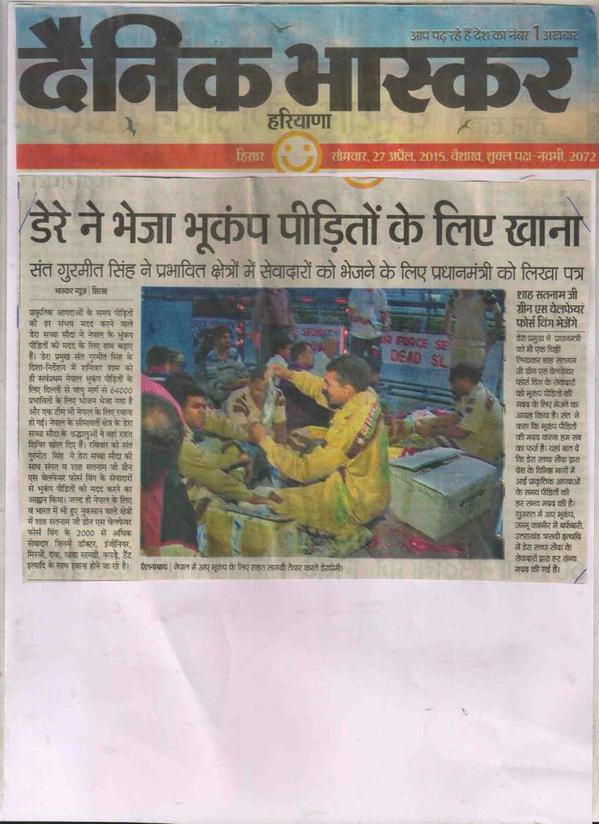 आप पढ़ रहे हैं देश का नंबर 1 अखबार
दैनिक भास्कर
हरियाणा
हिसार सोमवार, 27 अप्रैल, 2015, वैशाख, शुक्ल पक्ष-नवमी, 2072
डेरे ने भेजा भूकंप पीड़ितों के लिए खाना
संत गुरमीत सिंह ने प्रभावित क्षेत्रों में सेवादारों को भेजने के लिए प्रधानमंत्री को लिखा पत्र
भास्कर न्यूज | सिरसा
प्राकृतिक आपदाओं के समय पीड़ितों
की हर संभव मदद करने वाले
डेरा सच्चा सौदा ने नेपाल के भूकंप
पीड़ितों की मदद के लिए हाथ बढ़ाए
हैं। डेरा प्रमुख संत गुरमीत सिंह के
दिशा-निर्देशन में शनिवार शाम को
ही सर्वप्रथम नेपाल भूकंप पीड़ितों के
लिए दिल्ली से वायु मार्ग से 64000
प्रभावितों के लिए भोजन भेजा गया है
और एक टीम भी नेपाल के लिए रवाना
हो गई। नेपाल के सीमावर्ती क्षेत्र के डेरा
सच्चा सौदा के श्रद्धालुओं ने वहां राहत
शिविर खोल दिए हैं। रविवार को संत
गुरमीत सिंह ने डेरा सच्चा सौदा की
साध संगत व शाह सतनाम जी ग्रीन
एस वेलफेयर फोर्स विंग के सेवादारों
से भूकंप पीड़ितों की मदद करने का
आह्वान किया। जल्द ही नेपाल के लिए
व भारत में भी हुए नुकसान वाले क्षेत्रों
में शाह सतनाम जी ग्रीन एस वेलफेयर
फोर्स विंग के 2000 से अधिक
सेवादार जिनमें डॉक्टर, इंजीनियर,
मिस्त्री, दवा, खाद्य सामग्री, कपड़े, टैंट
इत्यादि के साथ रवाना होने जा रहे हैं।
SECURITY
FORCE SE
DEAD SL
ऐलनाबाद | नेपाल में आए भूकंप के लिए राहत सामग्री तैयार करते डेराप्रेमी।
शाह सतनाम जी
ग्रीन एस वेलफेयर
फोर्स विंग भेजेंगे
डेरा प्रमुख ने प्रधानमंत्री
को भी एक चिट्ठी
लिखकर शाह सतनाम
जी ग्रीन एस वेलफेयर
फोर्स विंग के सेवादारों
को भूकंप पीड़ितों की
मदद के लिए भेजने का
आग्रह किया है। संत ने
कहा कि भूकंप पीड़ितों
की मदद करना हम सब
का फर्ज है। यहां बता दें
कि डेरा सच्चा सौदा द्वारा
देश के विभिन्न भागों में
आई प्राकृतिक आपदाओं
के समय पीड़ितों की
हर संभव मदद की है।
गुजरात में आए भूकंप,
जम्मू कश्मीर में बर्फबारी,
उत्तराखंड त्रासदी इत्यादि
में डेरा सच्चा सौदा के
सेवादारों द्वारा हर संभव
मदद की गई है।